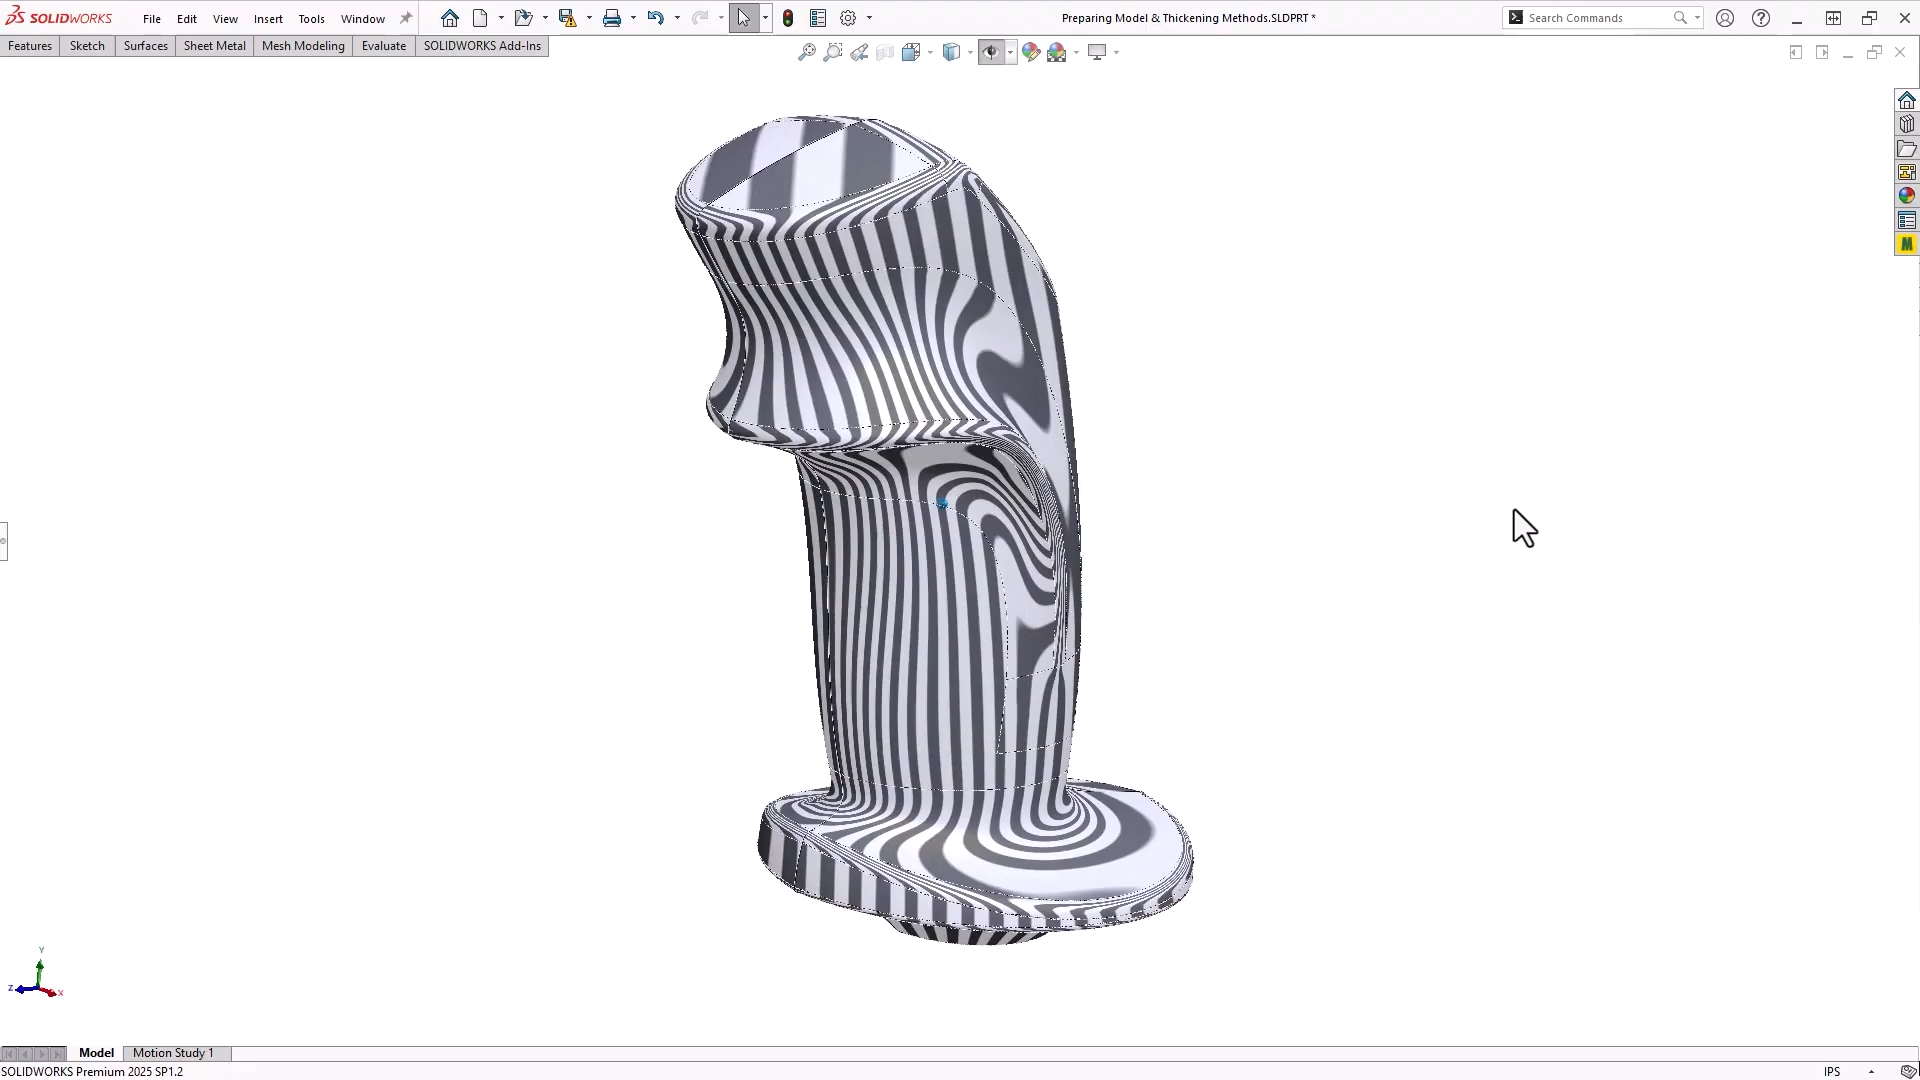 SOLIDWORKS File Edit View Insert Tools Window Preparing Model & Thickening Methods.SLDPRT * Search Commands
Features Sketch Surfaces Sheet Metal Mesh Modeling Evaluate SOLIDWORKS Add-Ins
M
Y
Z X
Model Motion Study 1
SOLIDWORKS Premium 2025 SP1.2 IPS